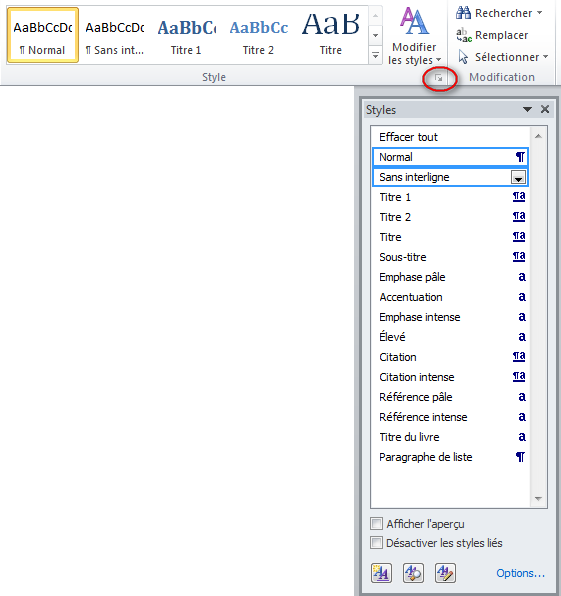 AaBbCcDc AaBbCcDc AaBbCc AaBbCc AaB
¶ Normal ¶ Sans int... Titre 1 Titre 2 Titre
Modifier
les styles
Style
Rechercher
Remplacer
Sélectionner
Modification
Styles
Effacer tout
Normal ¶
Sans interligne
Titre 1 ¶a
Titre 2 ¶a
Titre ¶a
Sous-titre ¶a
Emphase pâle a
Accentuation a
Emphase intense a
Élevé a
Citation ¶a
Citation intense ¶a
Référence pâle a
Référence intense a
Titre du livre a
Paragraphe de liste ¶
Afficher l'aperçu
Désactiver les styles liés
Options...